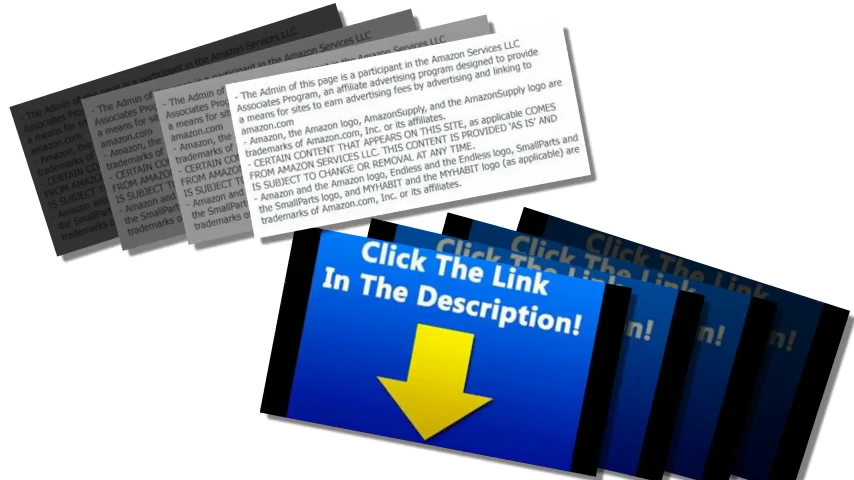 - The Admin of this page is a participant in the Amazon Services LLC
Associates Program, an affiliate advertising program designed to provide
a means for sites to earn advertising fees by advertising and linking to
amazon.com
- Amazon, the Amazon logo, AmazonSupply, and the AmazonSupply logo are
trademarks of Amazon.com, Inc. or its affiliates.
- CERTAIN CONTENT THAT APPEARS ON THIS SITE, as applicable COMES
FROM AMAZON SERVICES LLC. THIS CONTENT IS PROVIDED 'AS IS' AND
IS SUBJECT TO CHANGE OR REMOVAL AT ANY TIME.
- Amazon and the Amazon logo, Endless and the Endless logo, SmallParts and
the SmallParts logo, and MYHABIT and the MYHABIT logo (as applicable) are
trademarks of Amazon.com, Inc. or its affiliates.
Click The Link
In The Description!